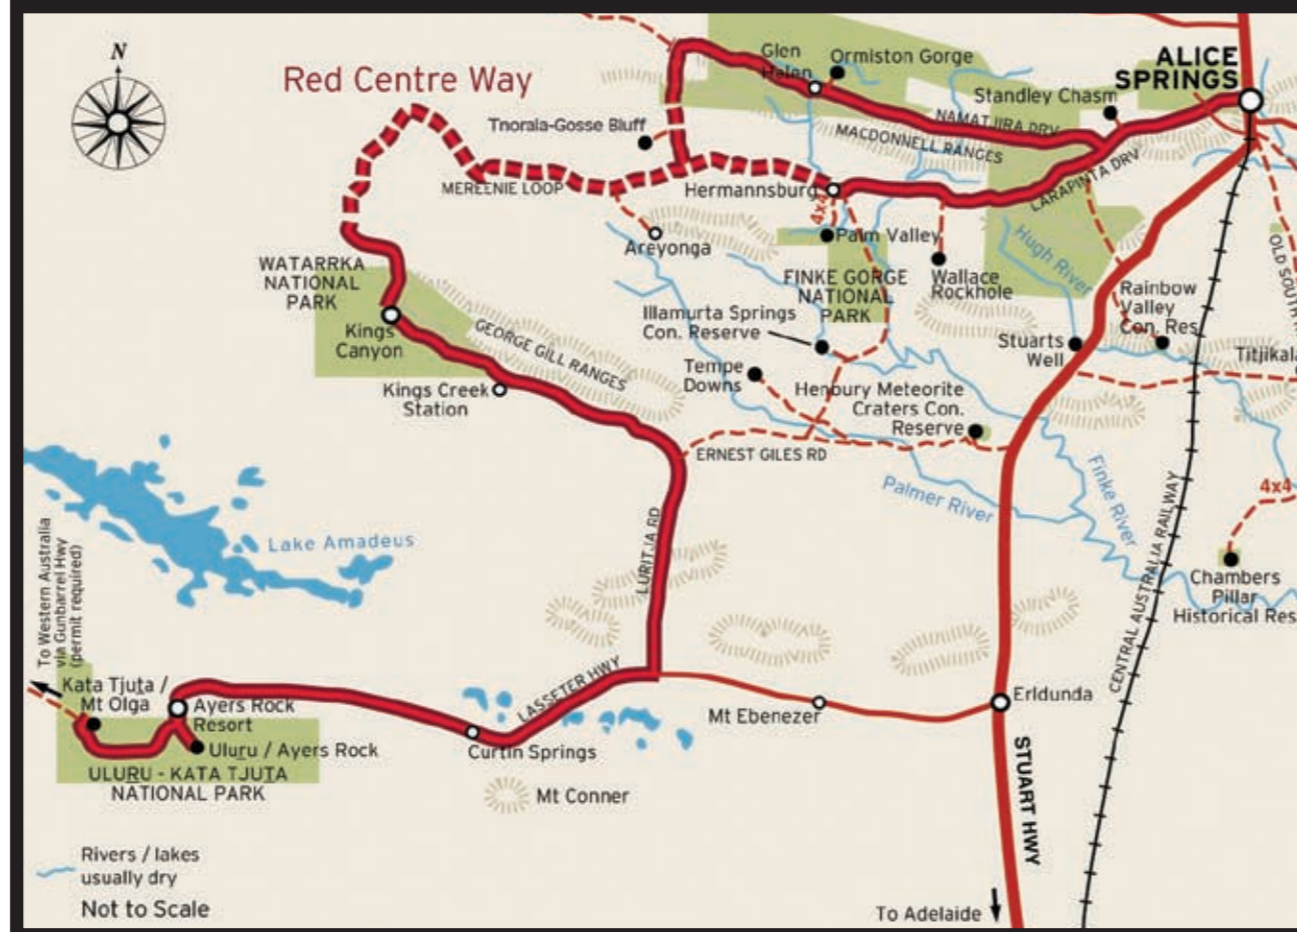 N
Red Centre Way
Glen
Helen
Ormiston Gorge
ALICE
SPRINGS
Standley Chasm
NAMATJIRA DRV
MACDONNELL RANGES
LARAPINTA DRV
Tnorala-Gosse Bluff
MEREENIE LOOP
Hermannsburg
4x4
Areyonga
Palm Valley
FINKE GORGE
NATIONAL
PARK
Wallace
Rockhole
Hugh River
Rainbow
Valley
Con. Res
OLD SOUTH
WATARRKA
NATIONAL
PARK
Kings
Canyon
GEORGE GILL RANGES
Kings Creek
Station
Illamurta Springs
Con. Reserve
Tempe
Downs
Henbury Meteorite
Craters Con.
Reserve
Stuarts
Well
Titjikala
ERNEST GILES RD
Palmer River
Finke River
CENTRAL AUSTRALIA RAILWAY
4x4
Chambers
Pillar
Historical Res
Lake Amadeus
LURITJA RD
To Western Australia
via Gunbarrel Hwy
(permit required)
Kata Tjuta /
Mt Olga
Ayers Rock
Resort
Uluru / Ayers Rock
ULURU - KATA TJUTA
NATIONAL PARK
LASSETER HWY
Curtin Springs
Mt Conner
Mt Ebenezer
Erldunda
STUART HWY
To Adelaide
Rivers / lakes
usually dry
Not to Scale